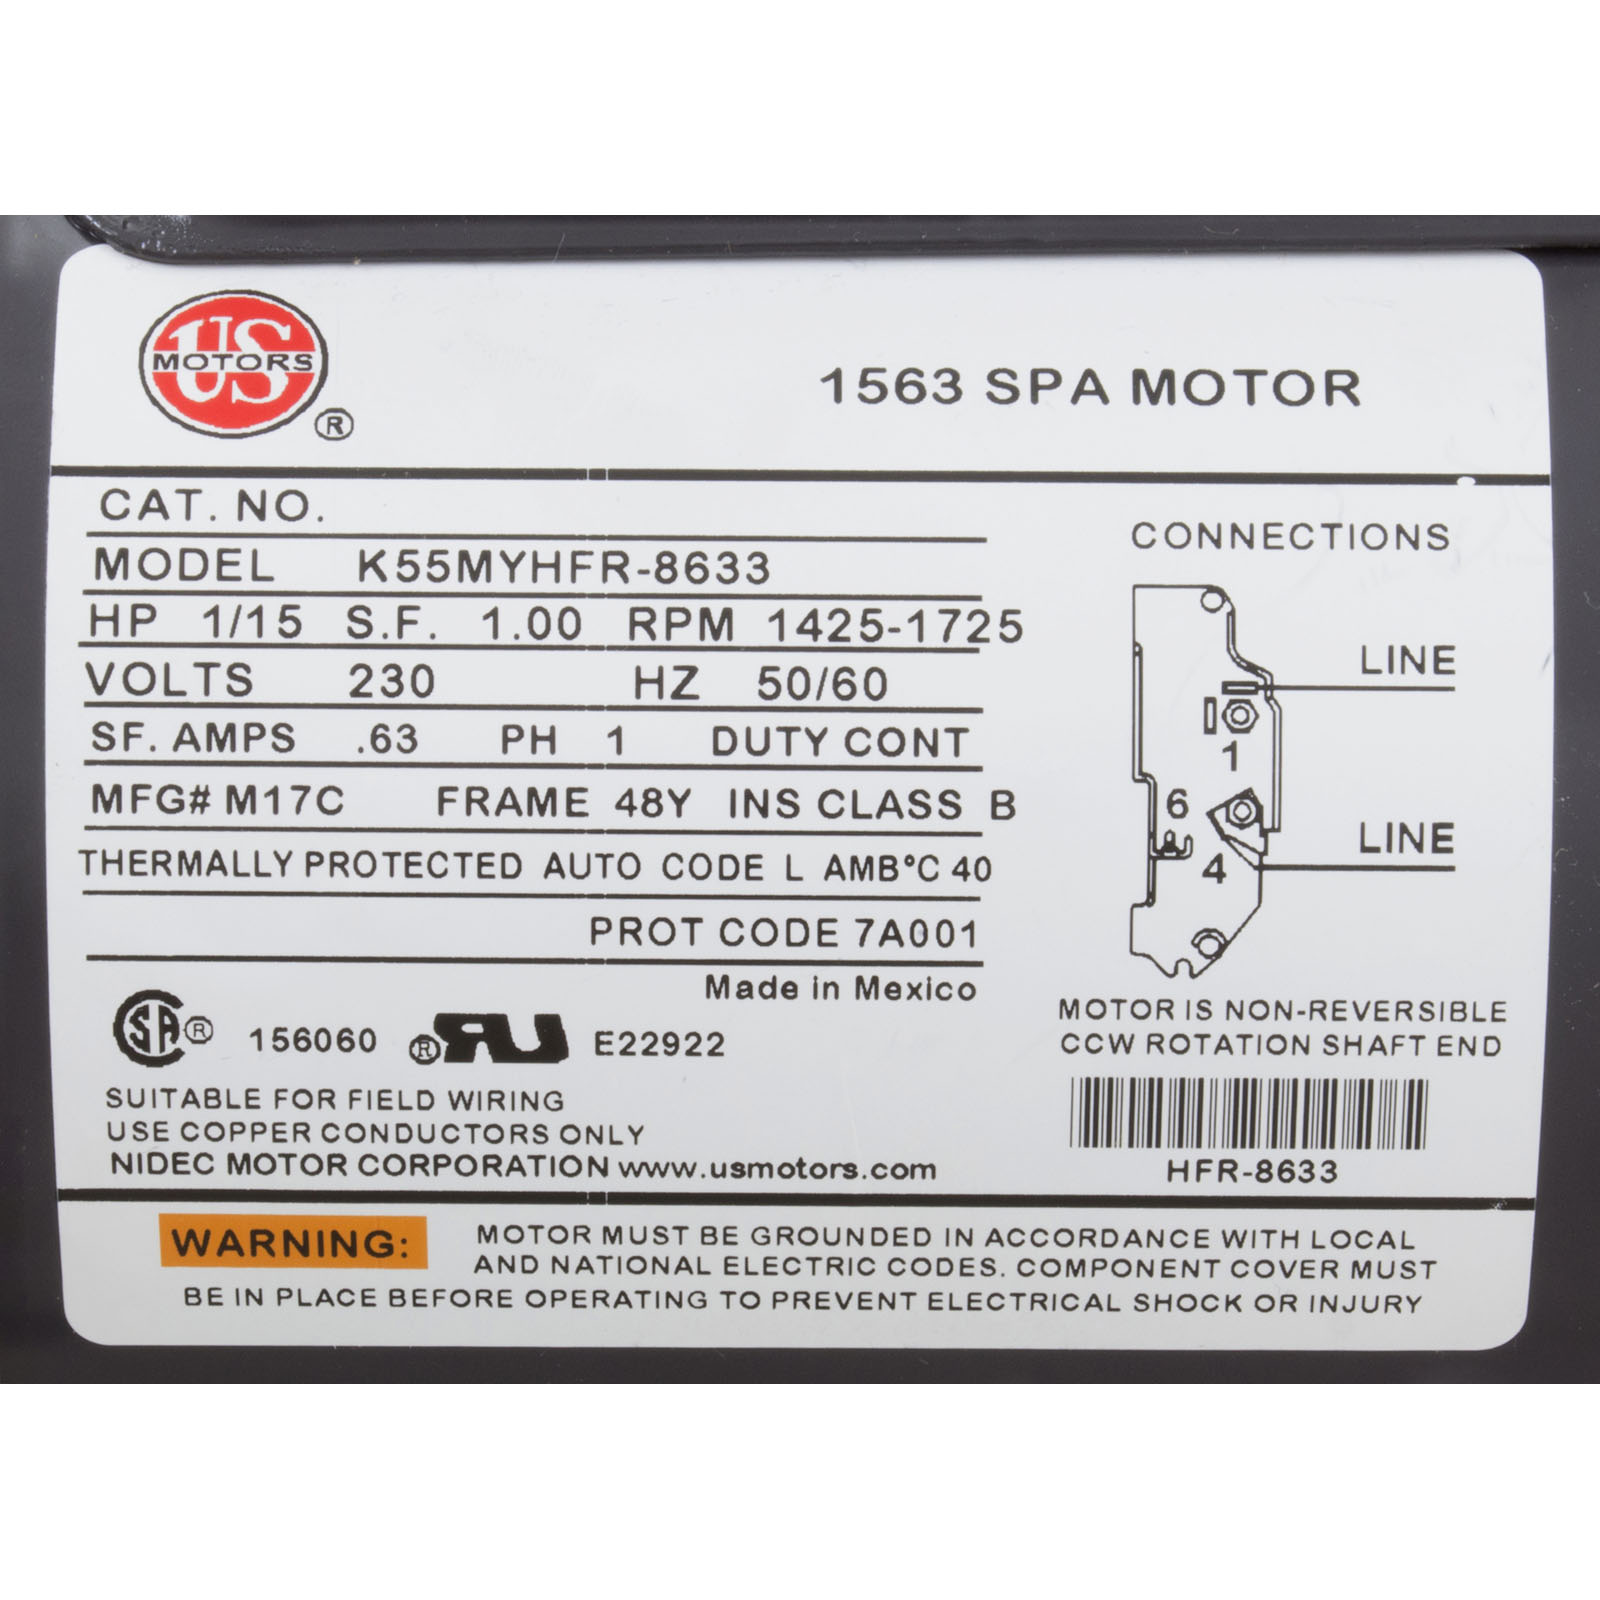 US
MOTORS
®
1563 SPA MOTOR
CAT. NO.
MODEL K55MYHFR-8633
HP 1/15 S.F. 1.00 RPM 1425-1725
VOLTS 230 HZ 50/60
SF. AMPS .63 PH 1 DUTY CONT
MFG# M17C FRAME 48Y INS CLASS B
THERMALLY PROTECTED AUTO CODE L AMB°C 40
PROT CODE 7A001
Made in Mexico
SA ® 156060 ® RU E22922
SUITABLE FOR FIELD WIRING
USE COPPER CONDUCTORS ONLY
NIDEC MOTOR CORPORATION www.usmotors.com
CONNECTIONS
LINE
1
6
LINE
4
MOTOR IS NON-REVERSIBLE
CCW ROTATION SHAFT END
HFR-8633
WARNING: MOTOR MUST BE GROUNDED IN ACCORDANCE WITH LOCAL
AND NATIONAL ELECTRIC CODES. COMPONENT COVER MUST
BE IN PLACE BEFORE OPERATING TO PREVENT ELECTRICAL SHOCK OR INJURY